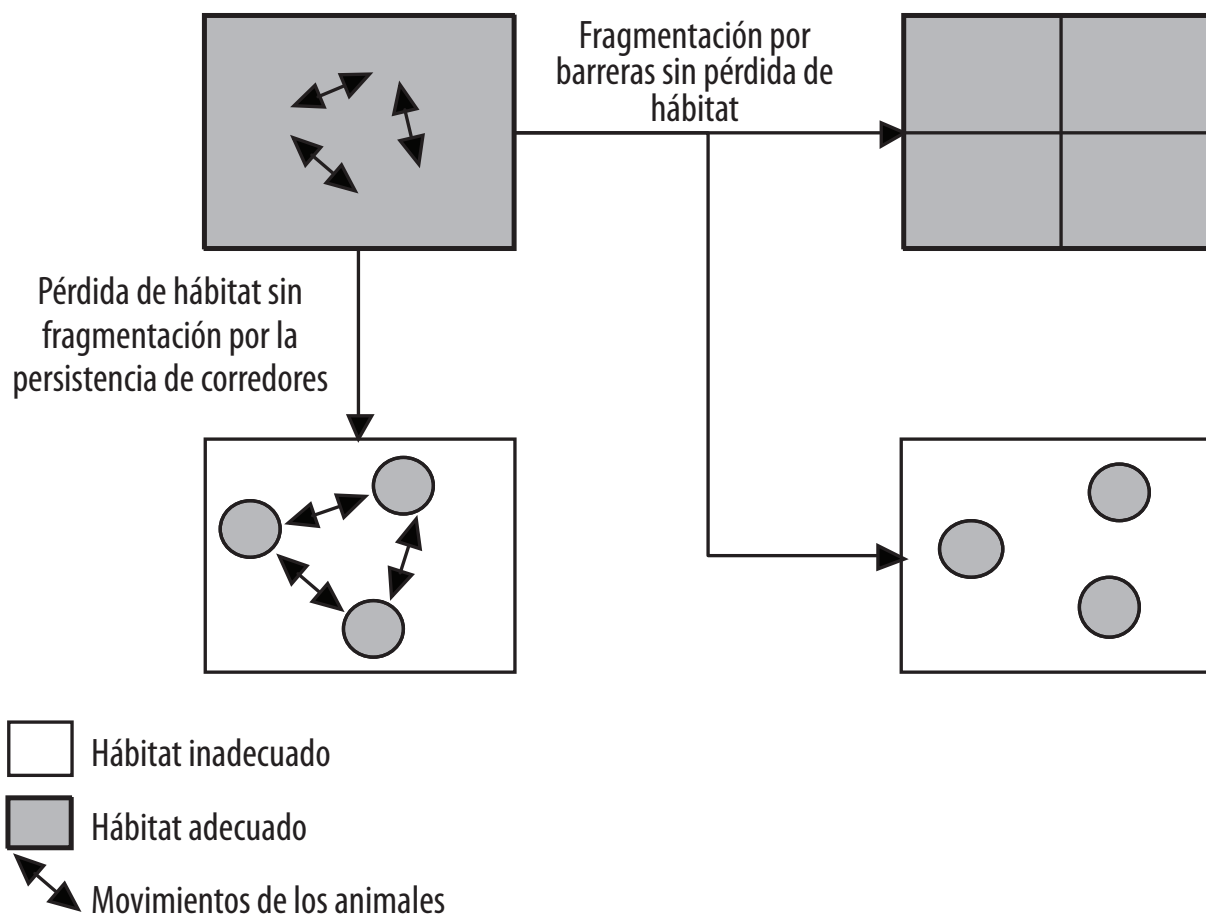 Fragmentación por
barreras sin pérdida de
hábitat
Pérdida de hábitat sin
fragmentación por la
persistencia de corredores
Hábitat inadecuado
Hábitat adecuado
Movimientos de los animales